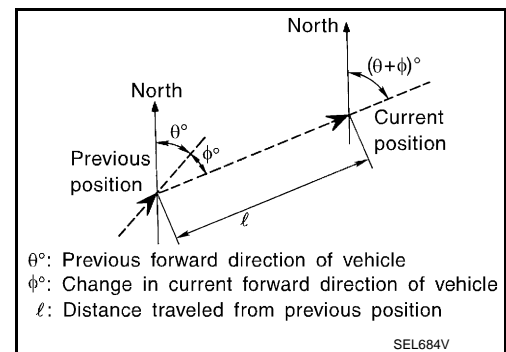 North
(θ+ϕ)°
North
θ°
ϕ°
Current
position
Previous
position
ℓ
θ°: Previous forward direction of vehicle
ϕ°: Change in current forward direction of vehicle
ℓ: Distance traveled from previous position
SEL684V